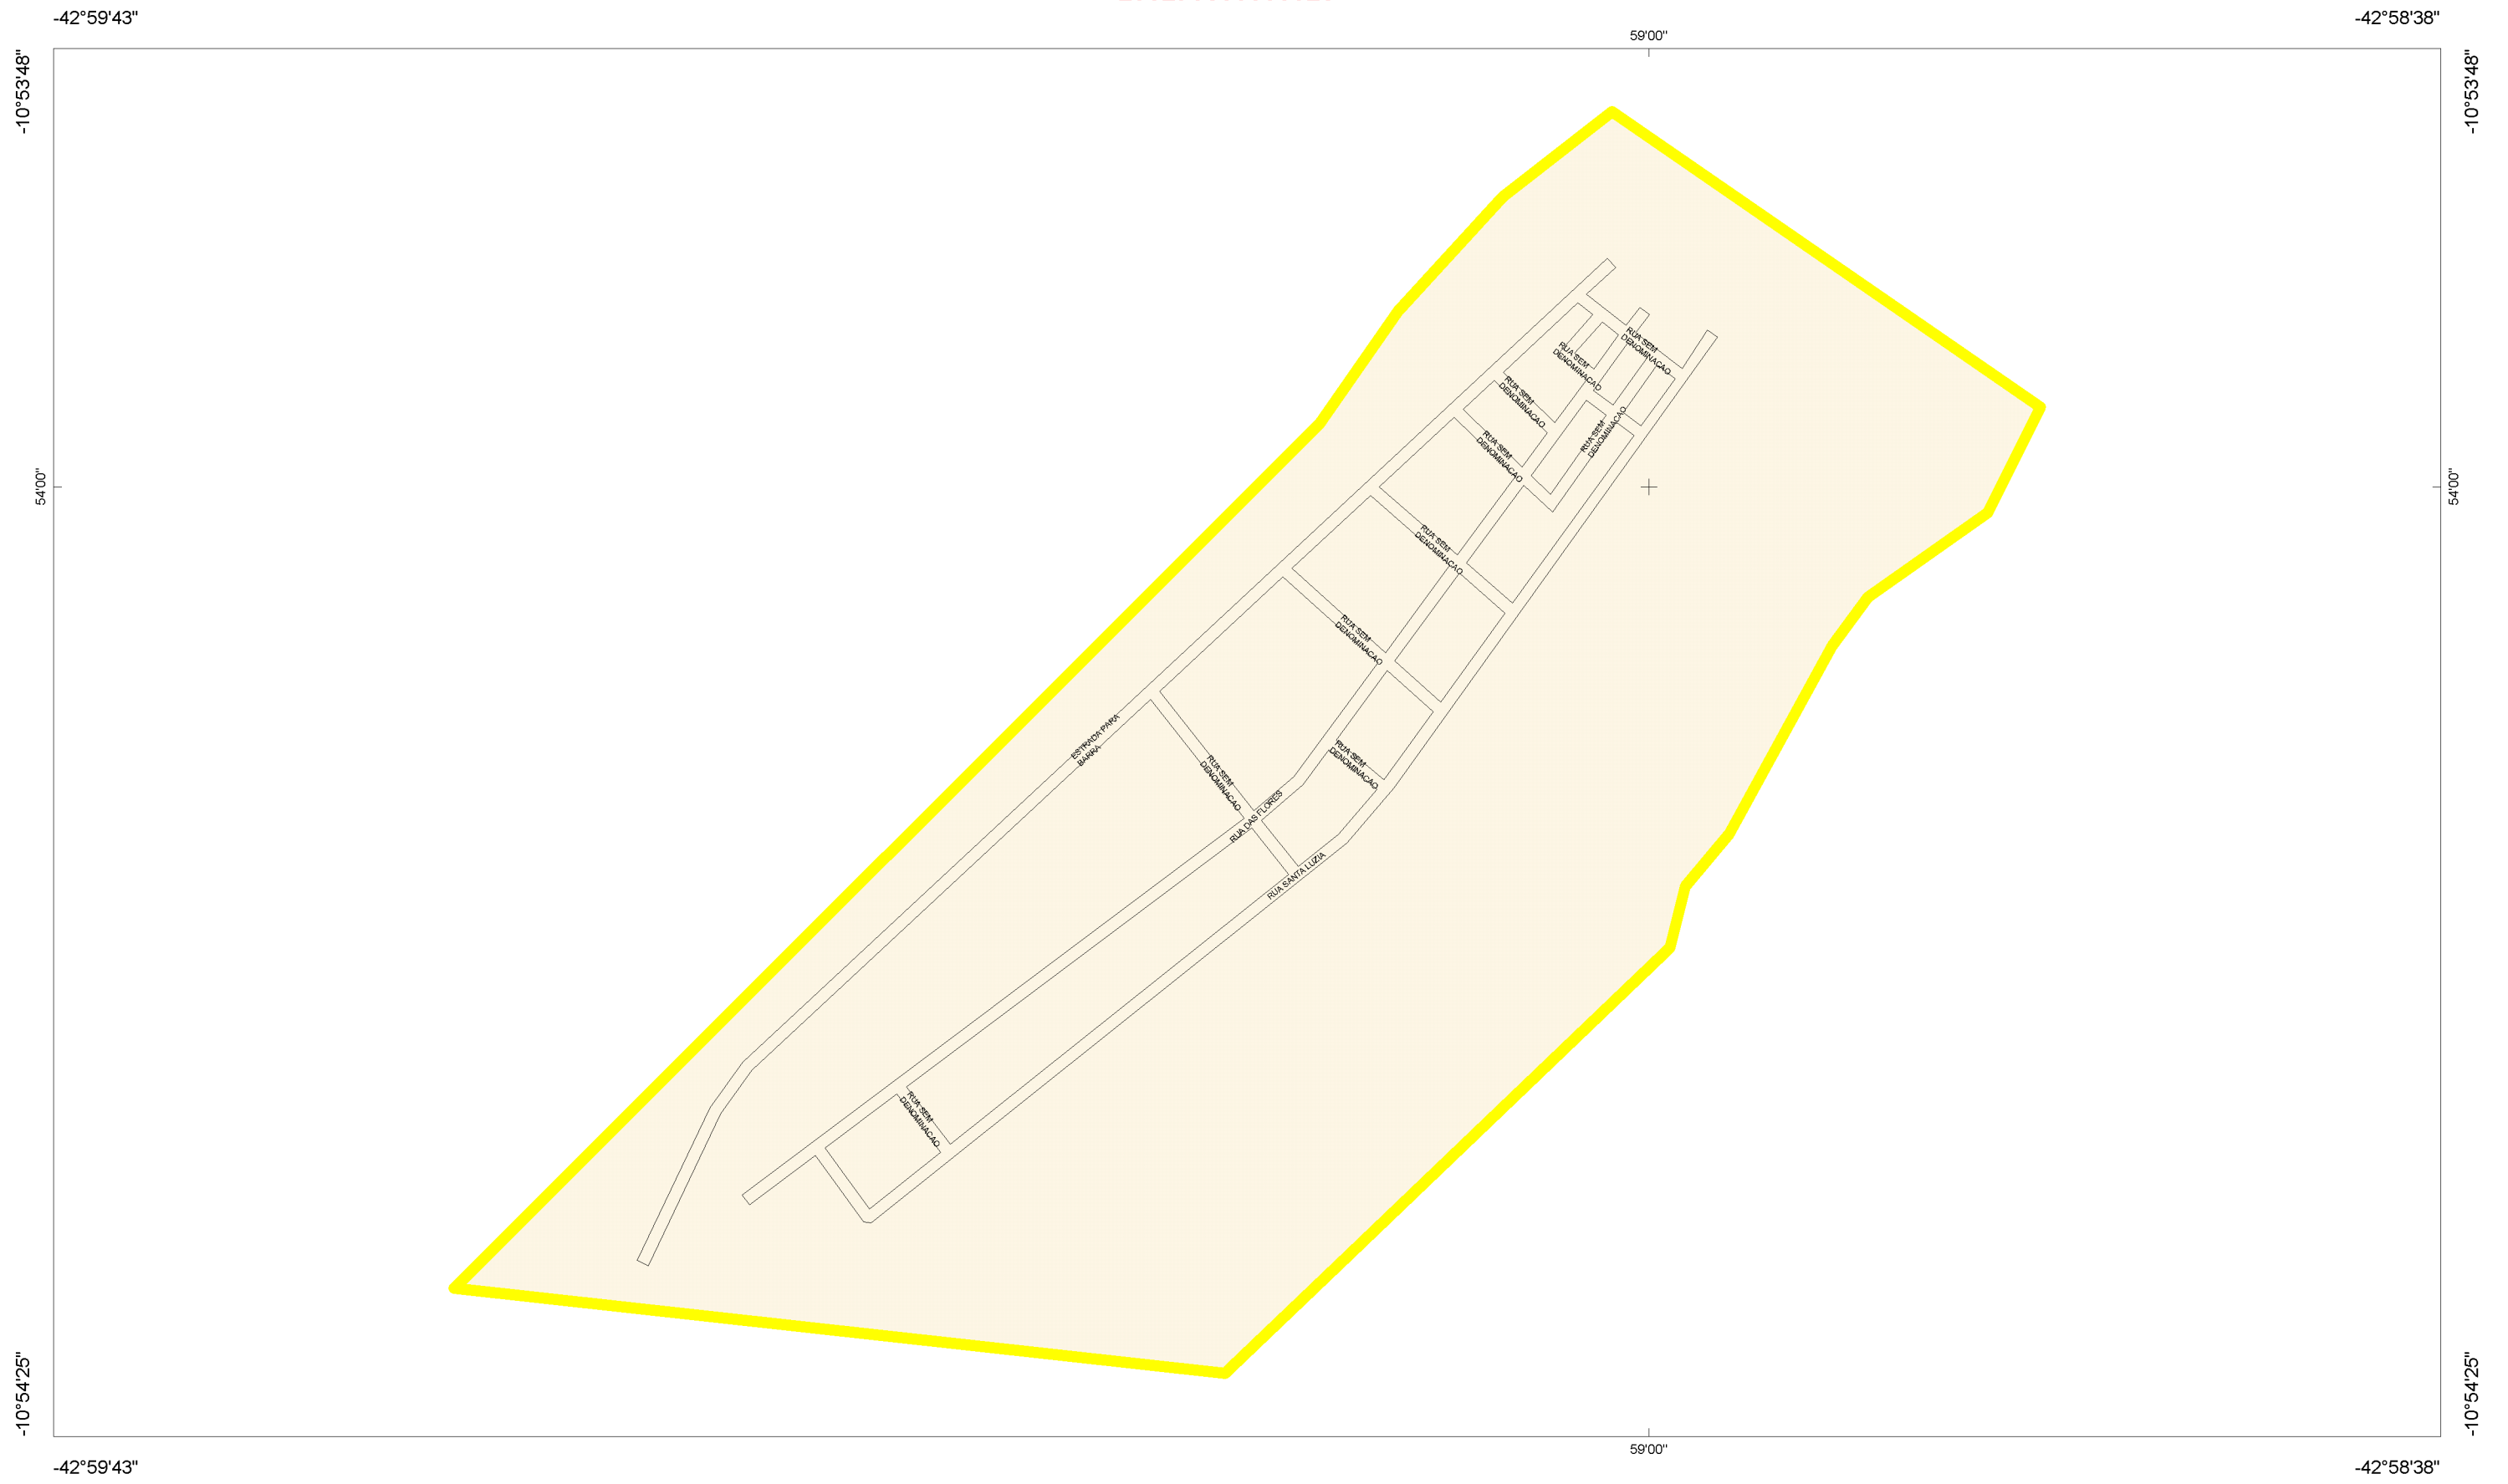 -42°59'43"
-42°58'38"
59'00"
-10°53'48"
-10°53'48"
RUA SEM
DENOMINACAO
RUA SEM
DENOMINACAO
RUA SEM
DENOMINACAO
RUA SEM
DENOMINACAO
RUA SEM
DENOMINACAO
54'00"
54'00"
RUA SEM
DENOMINACAO
RUA SEM
DENOMINACAO
ESTRADA PARA
BARRA
RUA SEM
DENOMINACAO
RUA SEM
DENOMINACAO
RUA DAS FLORES
RUA SANTA LUZIA
RUA SEM
DENOMINACAO
-10°54'25"
-10°54'25"
59'00"
-42°59'43"
-42°58'38"